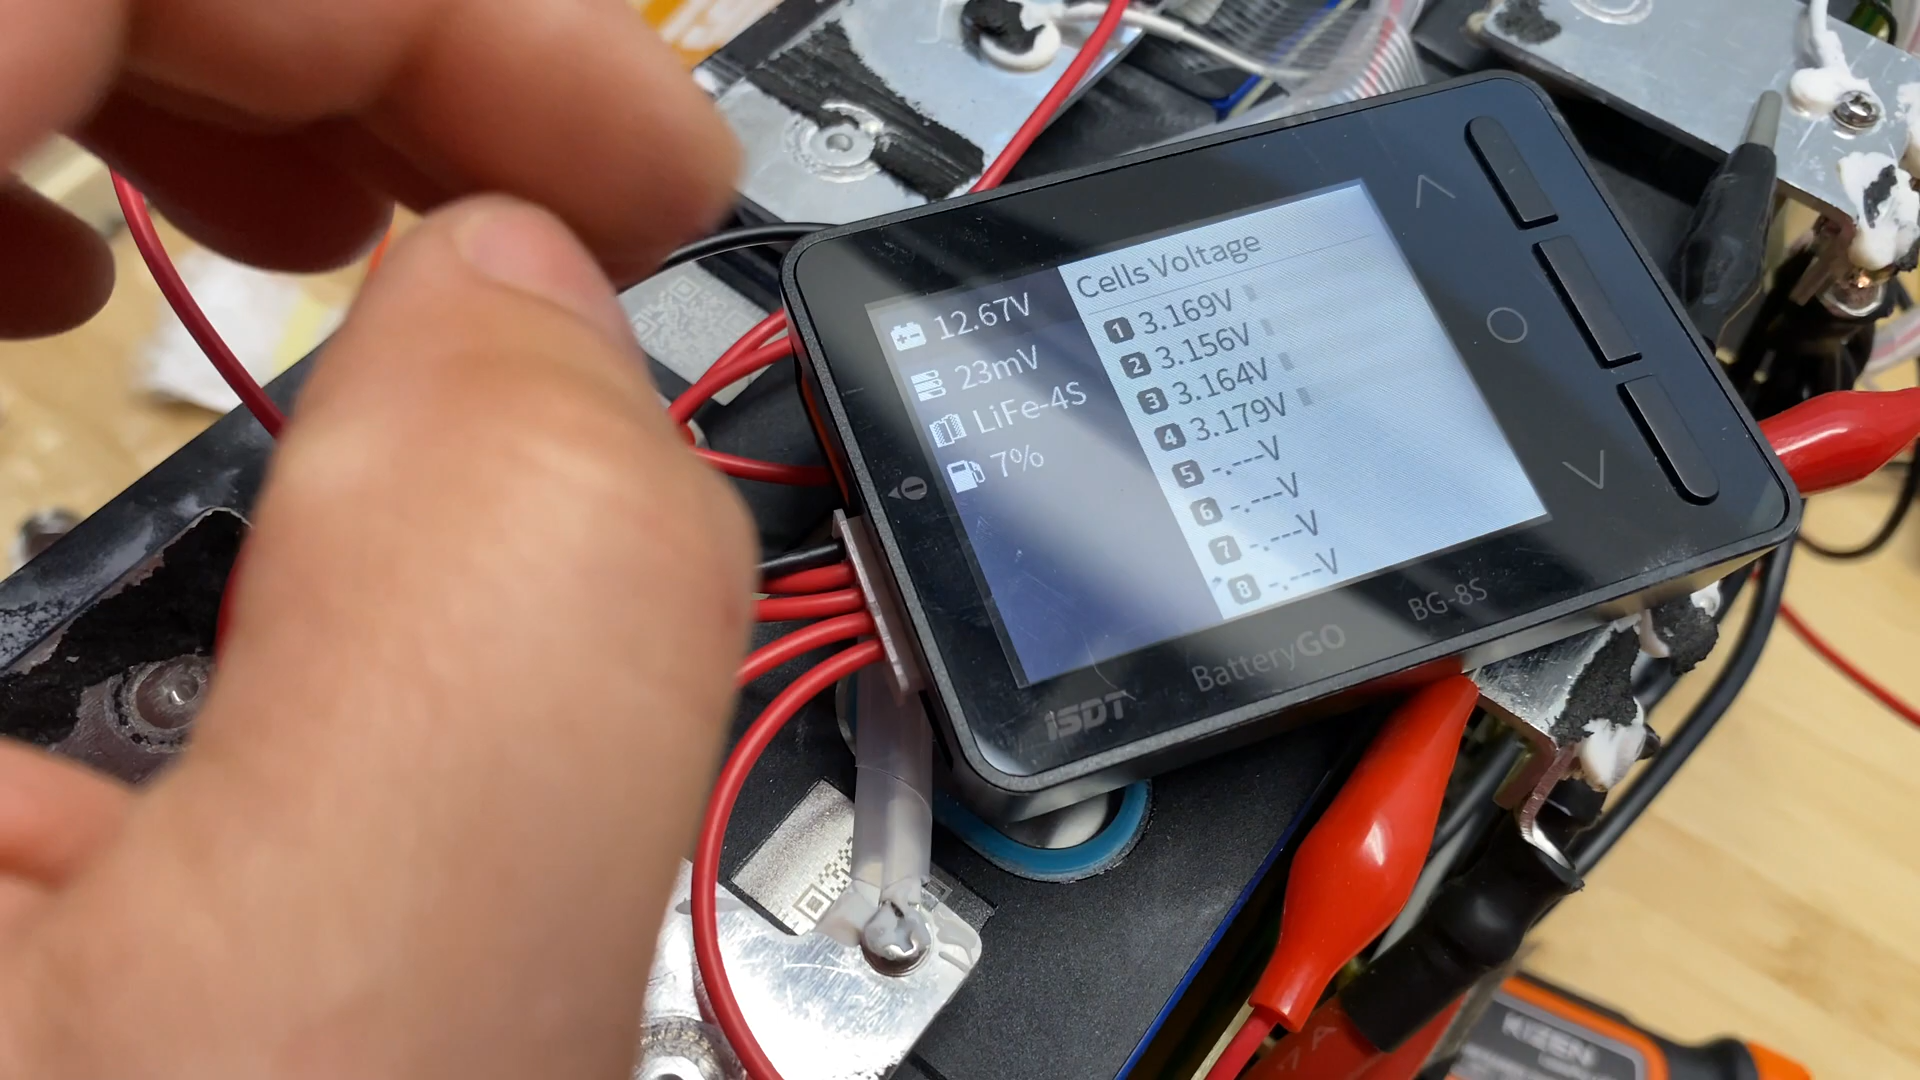 12.67V
23mV
LiFe-4S
7%
Cells Voltage
1 3.169V
2 3.156V
3 3.164V
4 3.179V
5 -.---V
6 -.---V
7 -.---V
8 -.---V
iSDT
BatteryGO
BG-8S
KIZEN